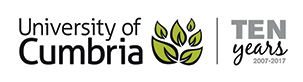 University of
Cumbria
TEN
years
2007-2017